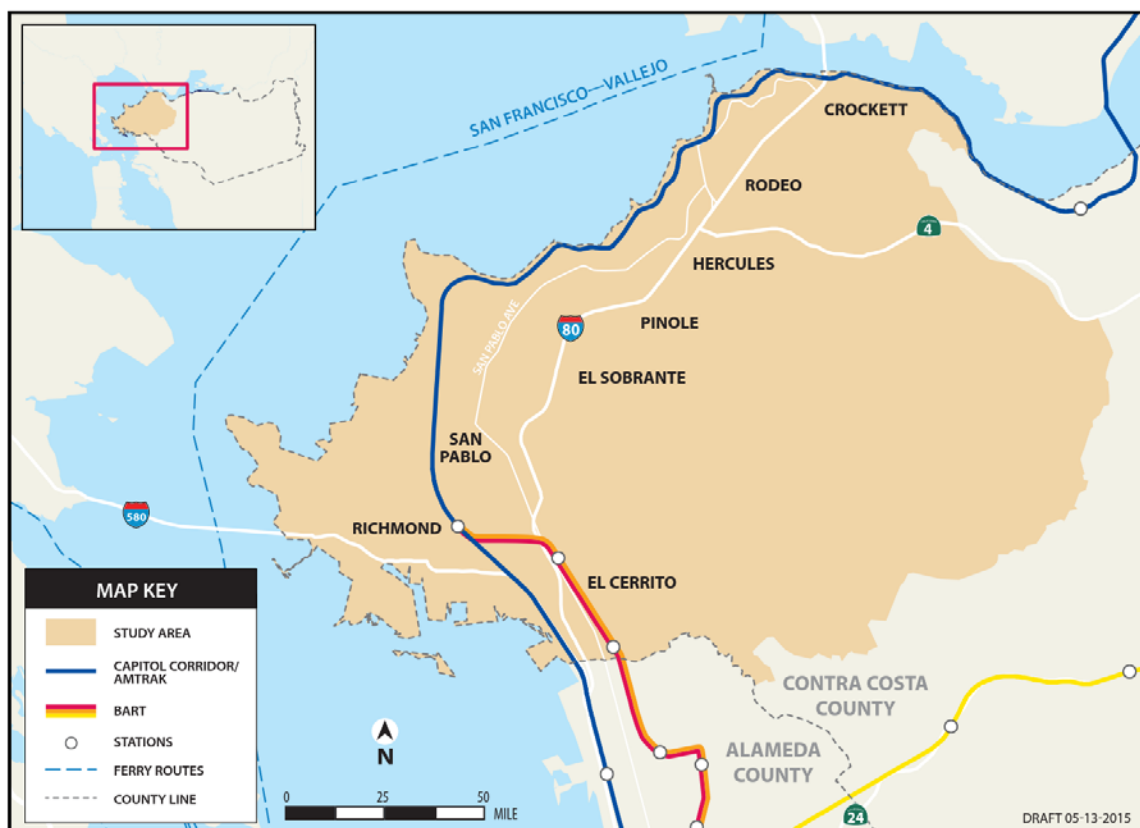 SAN FRANCISCO—VALLEJO
CROCKETT
RODEO
4
HERCULES
SAN PABLO AVE
80
PINOLE
EL SOBRANTE
SAN
PABLO
580
RICHMOND
EL CERRITO
MAP KEY
STUDY AREA
CAPITOL CORRIDOR/
AMTRAK
BART
STATIONS
FERRY ROUTES
COUNTY LINE
N
0 25 50
MILE
CONTRA COSTA
COUNTY
ALAMEDA
COUNTY
24
DRAFT 05-13-2015